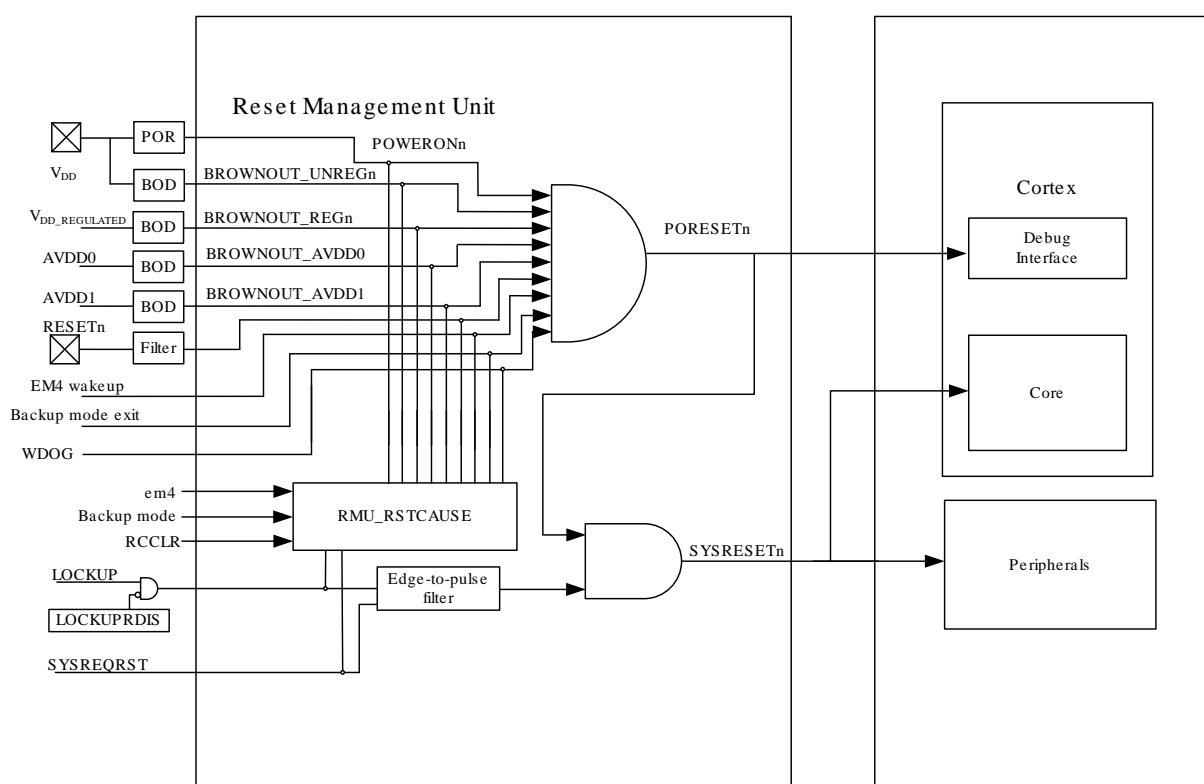 Reset Management Unit
POR
POWERONn
VDD
BOD
BROWNOUT_UNREGn
Cortex
VDD_REGULATED
BOD
BROWNOUT_REGn
PORESETn
Debug
Interface
AVDD0
BOD
BROWNOUT_AVDD0
AVDD1
BOD
BROWNOUT_AVDD1
RESETn
Filter
EM4 wakeup
Core
Backup mode exit
WDOG
em4
Backup mode
RMU_RSTCAUSE
RCCLR
SYSRESETn
Peripherals
LOCKUP
Edge-to-pulse
filter
LOCKUPRDIS
SYSREQRST